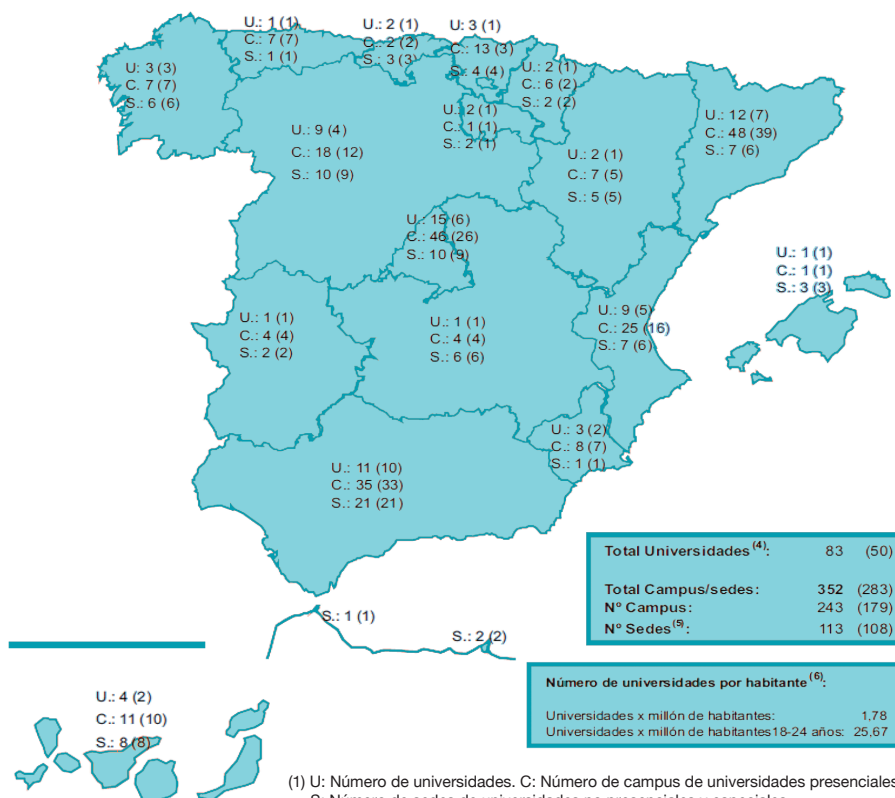 U.: 1 (1)
C.: 7 (7)
S.: 1 (1)
U.: 2 (1)
C.: 2 (2)
S.: 3 (3)
U: 3 (1)
C.: 13 (3)
S.: 4 (4)
U: 3 (3)
C. 7 (7)
S.: 6 (6)
U.: 2 (1)
C.: 6 (2)
S.: 2 (2)
U.: 2 (1)
C.: 1 (1)
S.: 2 (1)
U.: 12 (7)
C.: 48 (39)
S.: 7 (6)
U.: 9 (4)
C.: 18 (12)
S.: 10 (9)
U.: 2 (1)
C.: 7 (5)
S.: 5 (5)
U.: 15 (6)
C.: 46 (26)
S.: 10 (9)
U.: 1 (1)
C.: 1 (1)
S.: 3 (3)
U.: 1 (1)
C.: 4 (4)
S.: 2 (2)
U.: 1 (1)
C.: 4 (4)
S.: 6 (6)
U.: 9 (5)
C.: 25 (16)
S.: 7 (6)
U.: 3 (2)
C.: 8 (7)
S.: 1 (1)
U.: 11 (10)
C.: 35 (33)
S.: 21 (21)
Total Universidades (4): 83 (50)
Total Campus/sedes: 352 (283)
Nº Campus: 243 (179)
Nº Sedes (5): 113 (108)
S.: 1 (1)
S.: 2 (2)
Número de universidades por habitante (6):
Universidades x millón de habitantes: 1,78
Universidades x millón de habitantes18-24 años: 25,67
U.: 4 (2)
C.: 11 (10)
S.: 8 (8)
(1) U: Número de universidades. C: Número de campus de universidades presenciales